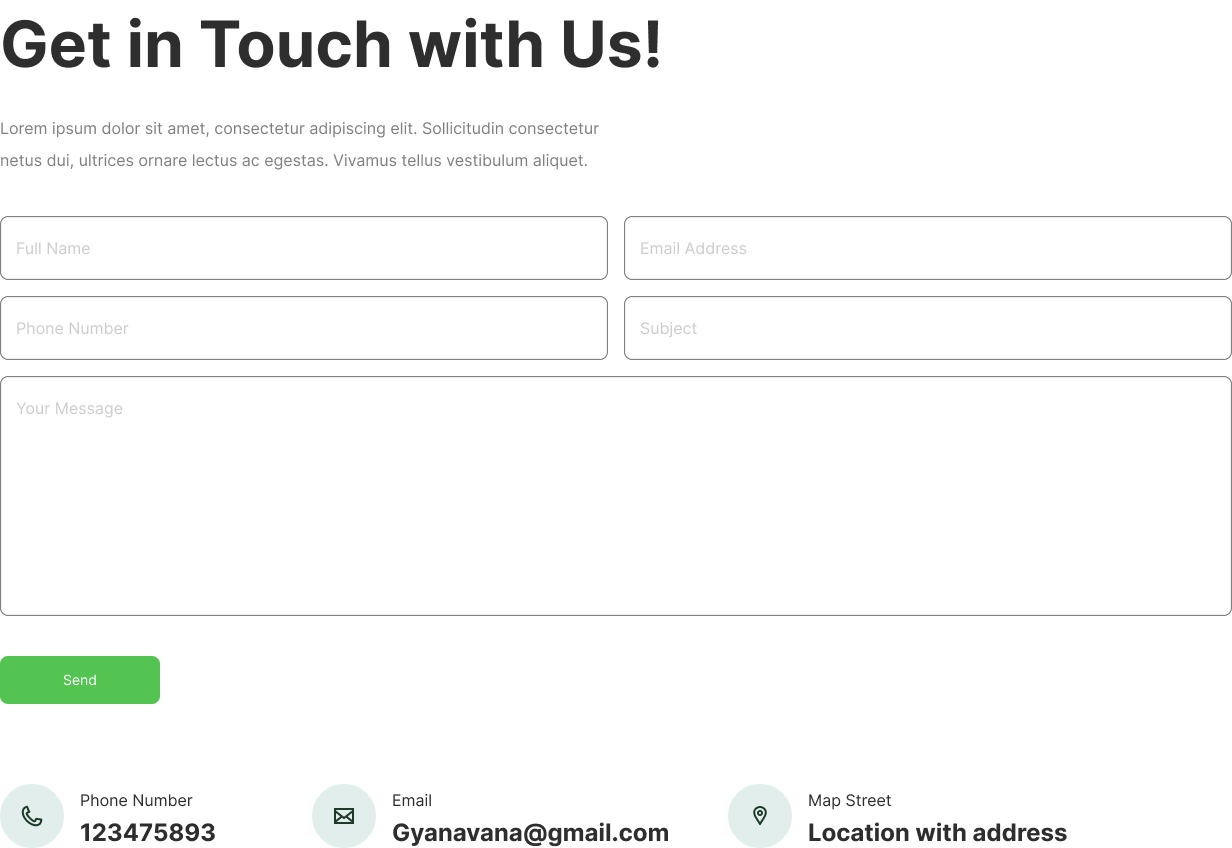 Get in Touch with Us!
Lorem ipsum dolor sit amet, consectetur adipiscing elit. Sollicitudin consectetur
netus dui, ultrices ornare lectus ac egestas. Vivamus tellus vestibulum aliquet.
Full Name
Email Address
Phone Number
Subject
Your Message
Send
Phone Number
123475893
Email
Gyanavana@gmail.com
Map Street
Location with address